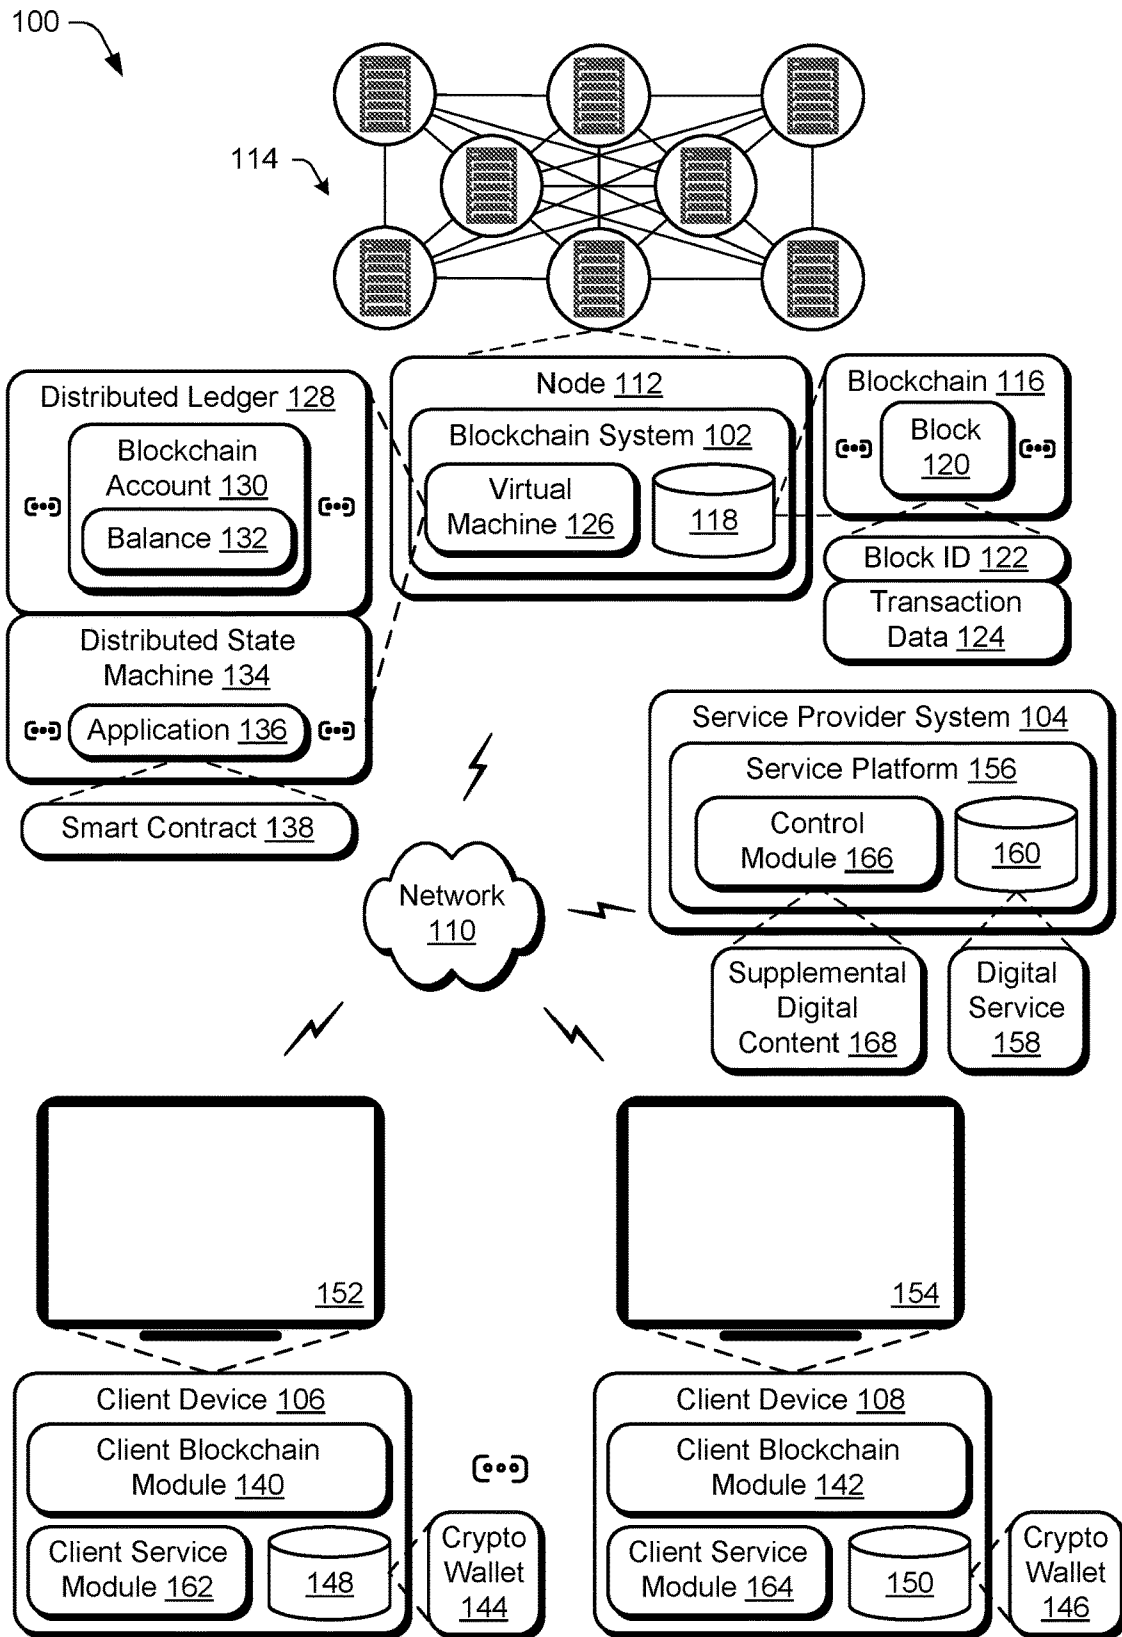 100
114
Node 112
Blockchain System 102
Virtual
Machine 126
118
Distributed Ledger 128
Blockchain
Account 130
Balance 132
Distributed State
Machine 134
Application 136
Smart Contract 138
Blockchain 116
Block
120
Block ID 122
Transaction
Data 124
Service Provider System 104
Service Platform 156
Control
Module 166
160
Supplemental
Digital
Content 168
Digital
Service
158
Network
110
152
154
Client Device 106
Client Blockchain
Module 140
Client Service
Module 162
148
Crypto
Wallet
144
Client Device 108
Client Blockchain
Module 142
Client Service
Module 164
150
Crypto
Wallet
146